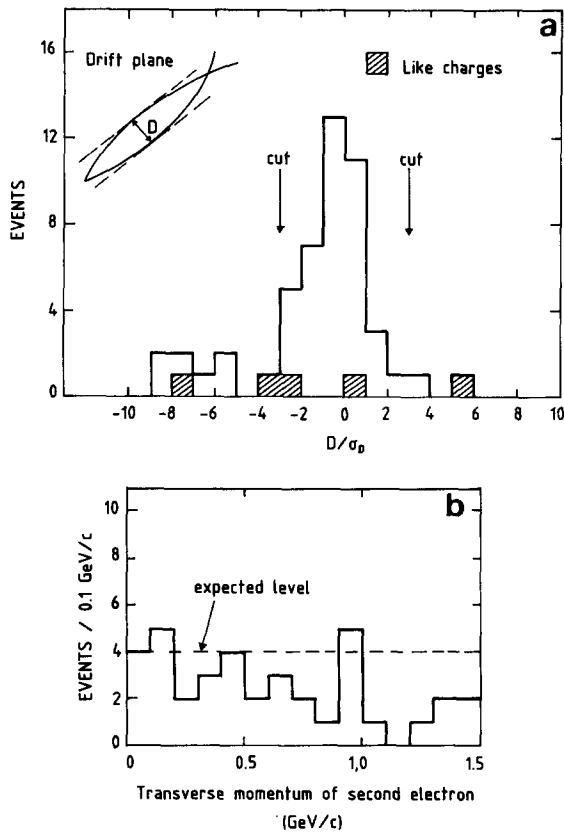 a
16
Drift plane
Like charges
D
12
cut
cut
EVENTS
8
4
0
-10 -8 -6 -4 -2 0 2 4 6 8 10
D/σD
b
10
8
EVENTS / 0.1 GeV/c
6
expected level
4
2
0
0 0.5 1,0 1.5
Transverse momentum of second electron
(GeV/c)